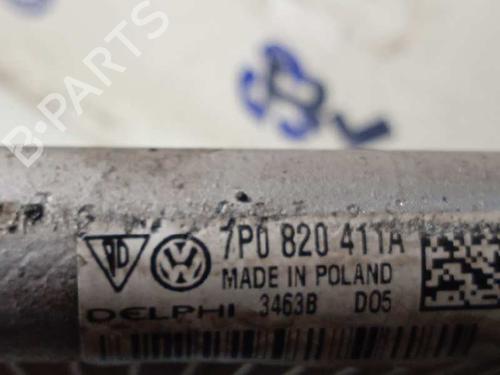 B-PARTS
7P0 820 411A
MADE IN POLAND
DELPHI 3463B D05